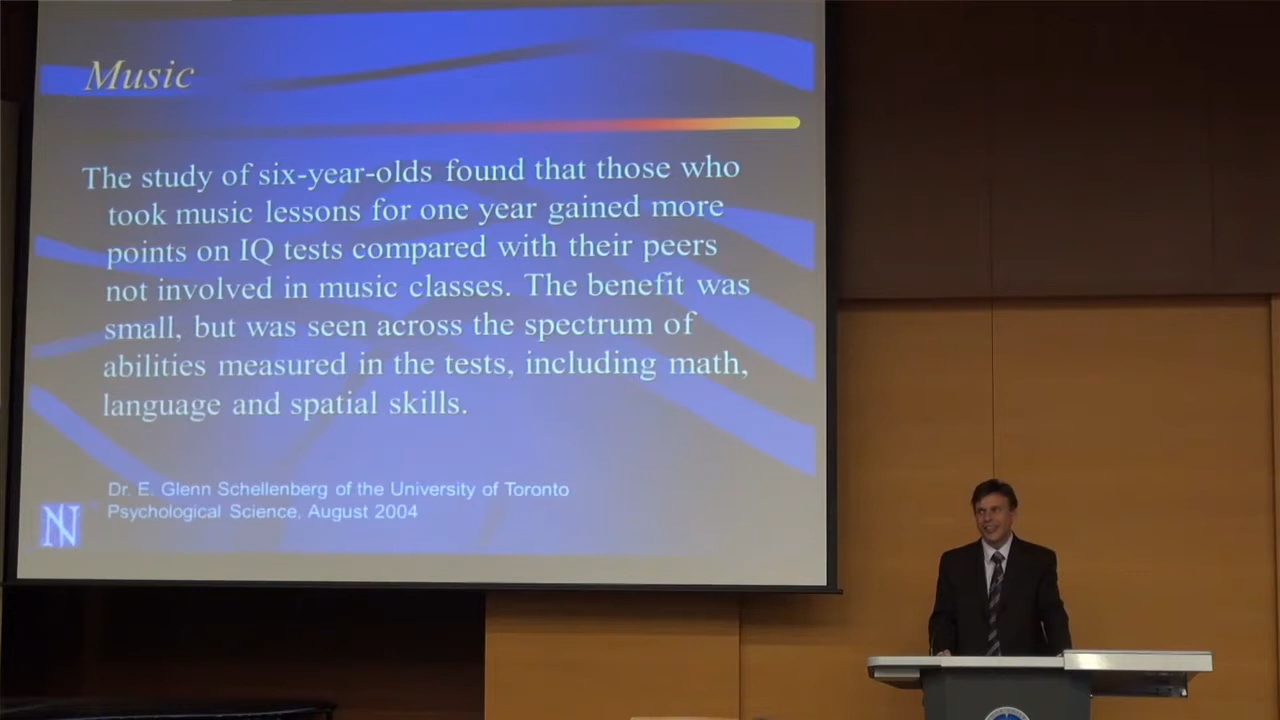 Music
The study of six-year-olds found that those who
took music lessons for one year gained more
points on IQ tests compared with their peers
not involved in music classes. The benefit was
small, but was seen across the spectrum of
abilities measured in the tests, including math,
language and spatial skills.
Dr. E. Glenn Schellenberg of the University of Toronto
Psychological Science, August 2004
N